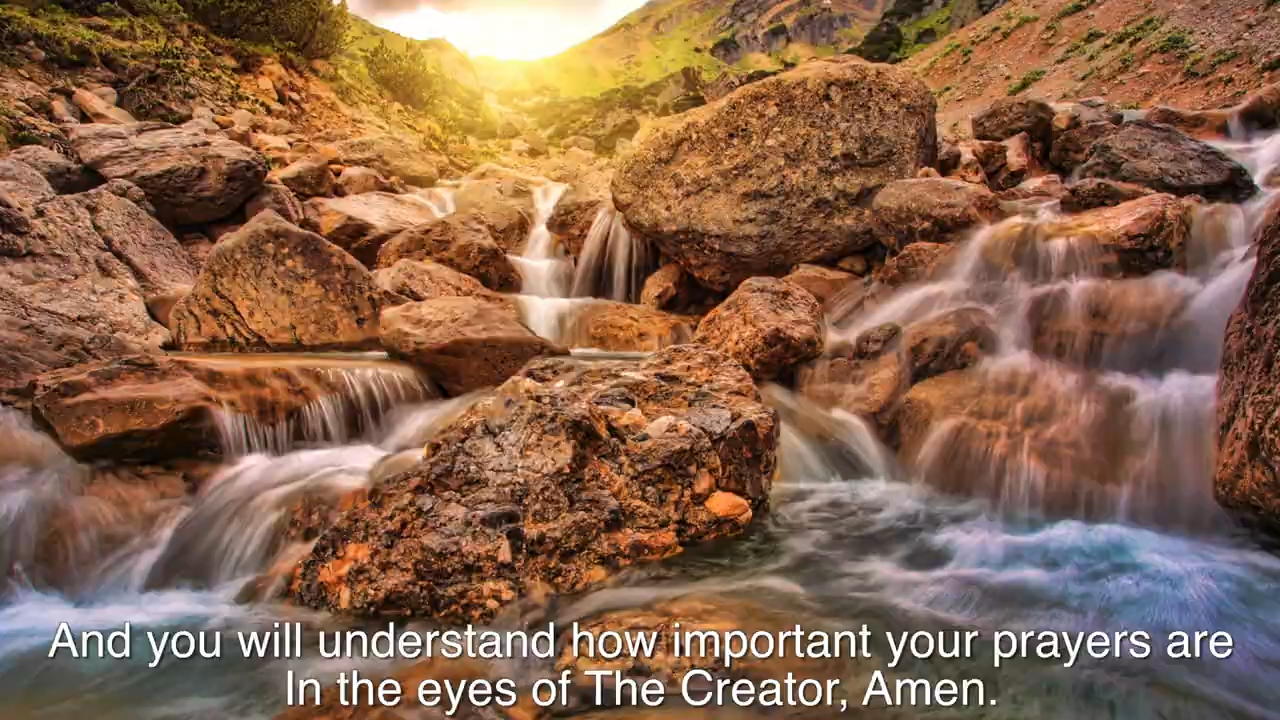 And you will understand how important your prayers are
In the eyes of The Creator, Amen.